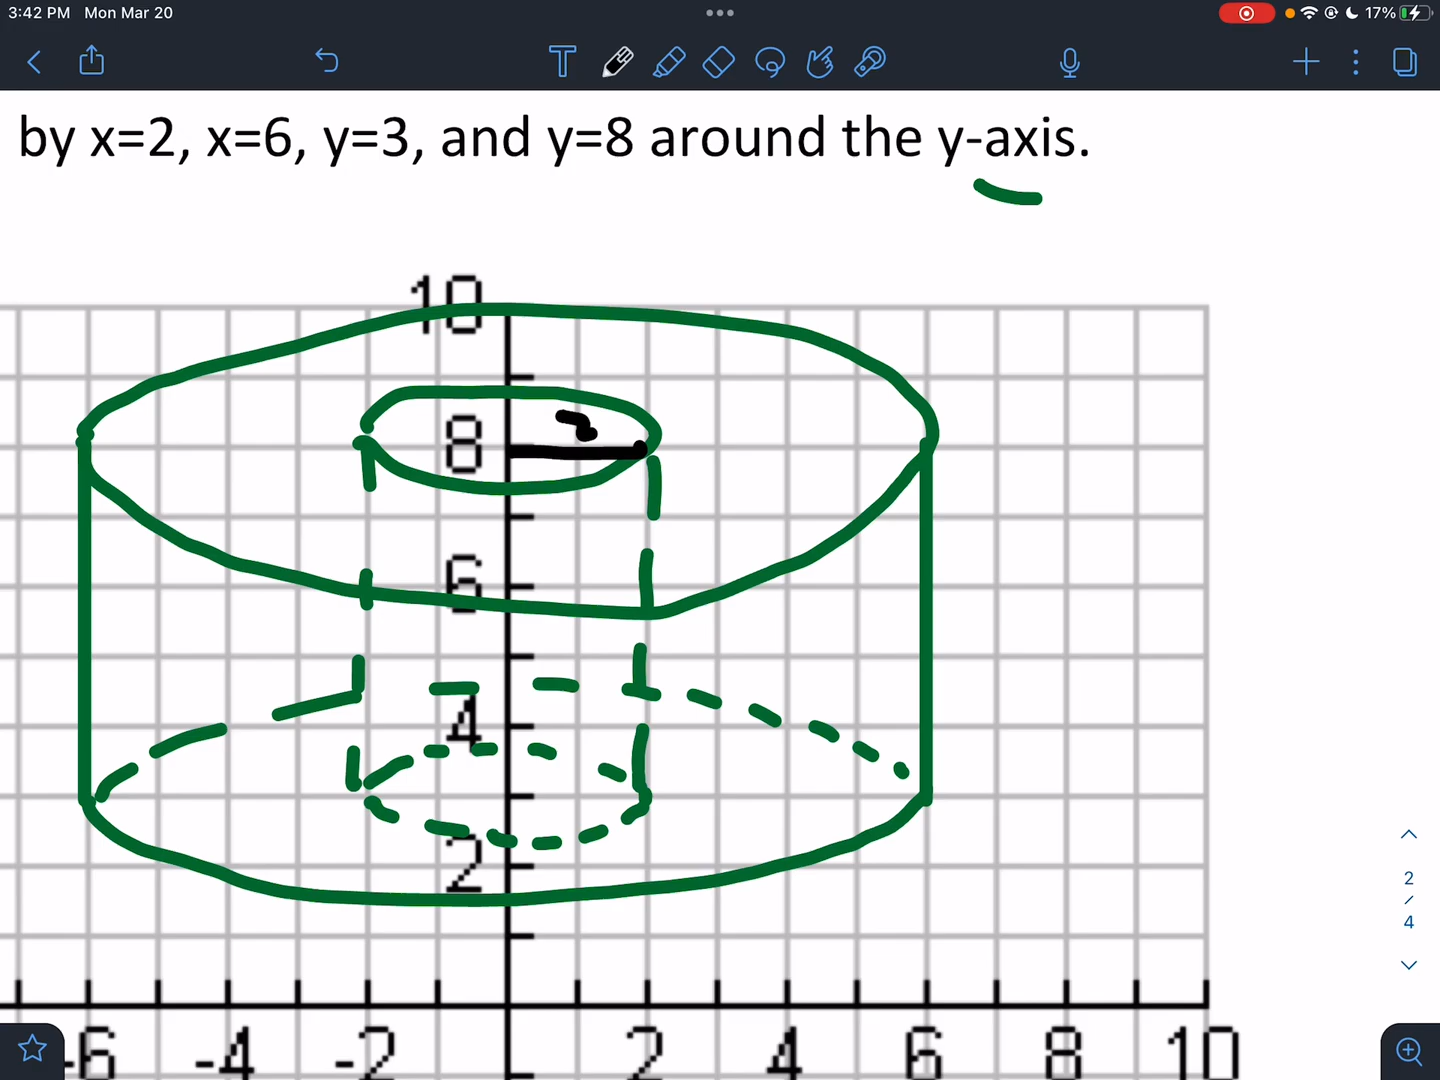 3:42 PM Mon Mar 20
17%
T
by x=2, x=6, y=3, and y=8 around the y-axis.
10
8
6
4
2
-6 -4 -2 2 4 6 8 10
2
/
4